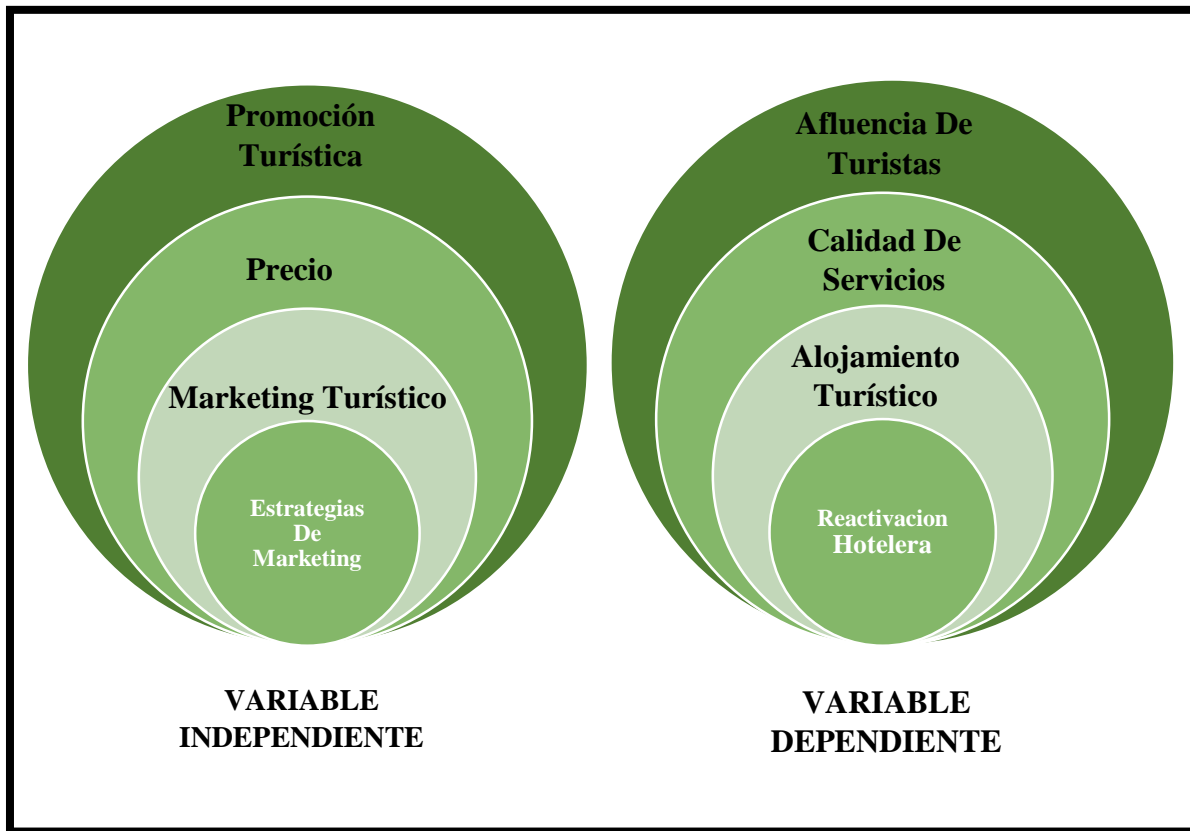 Promoción
Turística
Precio
Marketing Turístico
Estrategias
De
Marketing
VARIABLE
INDEPENDIENTE
Afluencia De
Turistas
Calidad De
Servicios
Alojamiento
Turístico
Reactivacion
Hotelera
VARIABLE
DEPENDIENTE